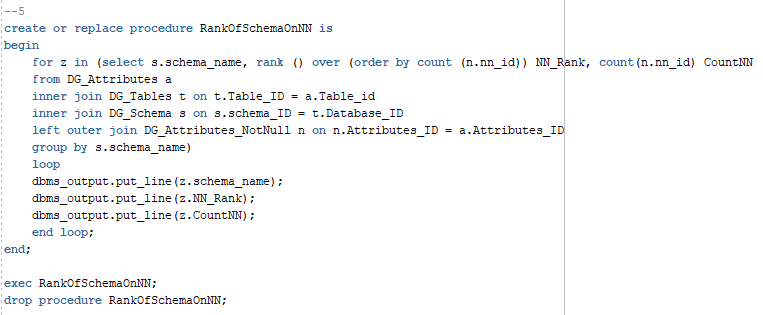 --5
create or replace procedure RankOfSchemaOnNN is
begin
    for z in (select s.schema_name, rank () over (order by count (n.nn_id)) NN_Rank, count(n.nn_id) CountNN
    from DG_Attributes a
    inner join DG_Tables t on t.Table_ID = a.Table_id
    inner join DG_Schema s on s.schema_ID = t.Database_ID
    left outer join DG_Attributes_NotNull n on n.Attributes_ID = a.Attributes_ID
    group by s.schema_name)
    loop
    dbms_output.put_line(z.schema_name);
    dbms_output.put_line(z.NN_Rank);
    dbms_output.put_line(z.CountNN);
    end loop;
end;

exec RankOfSchemaOnNN;
drop procedure RankOfSchemaOnNN;